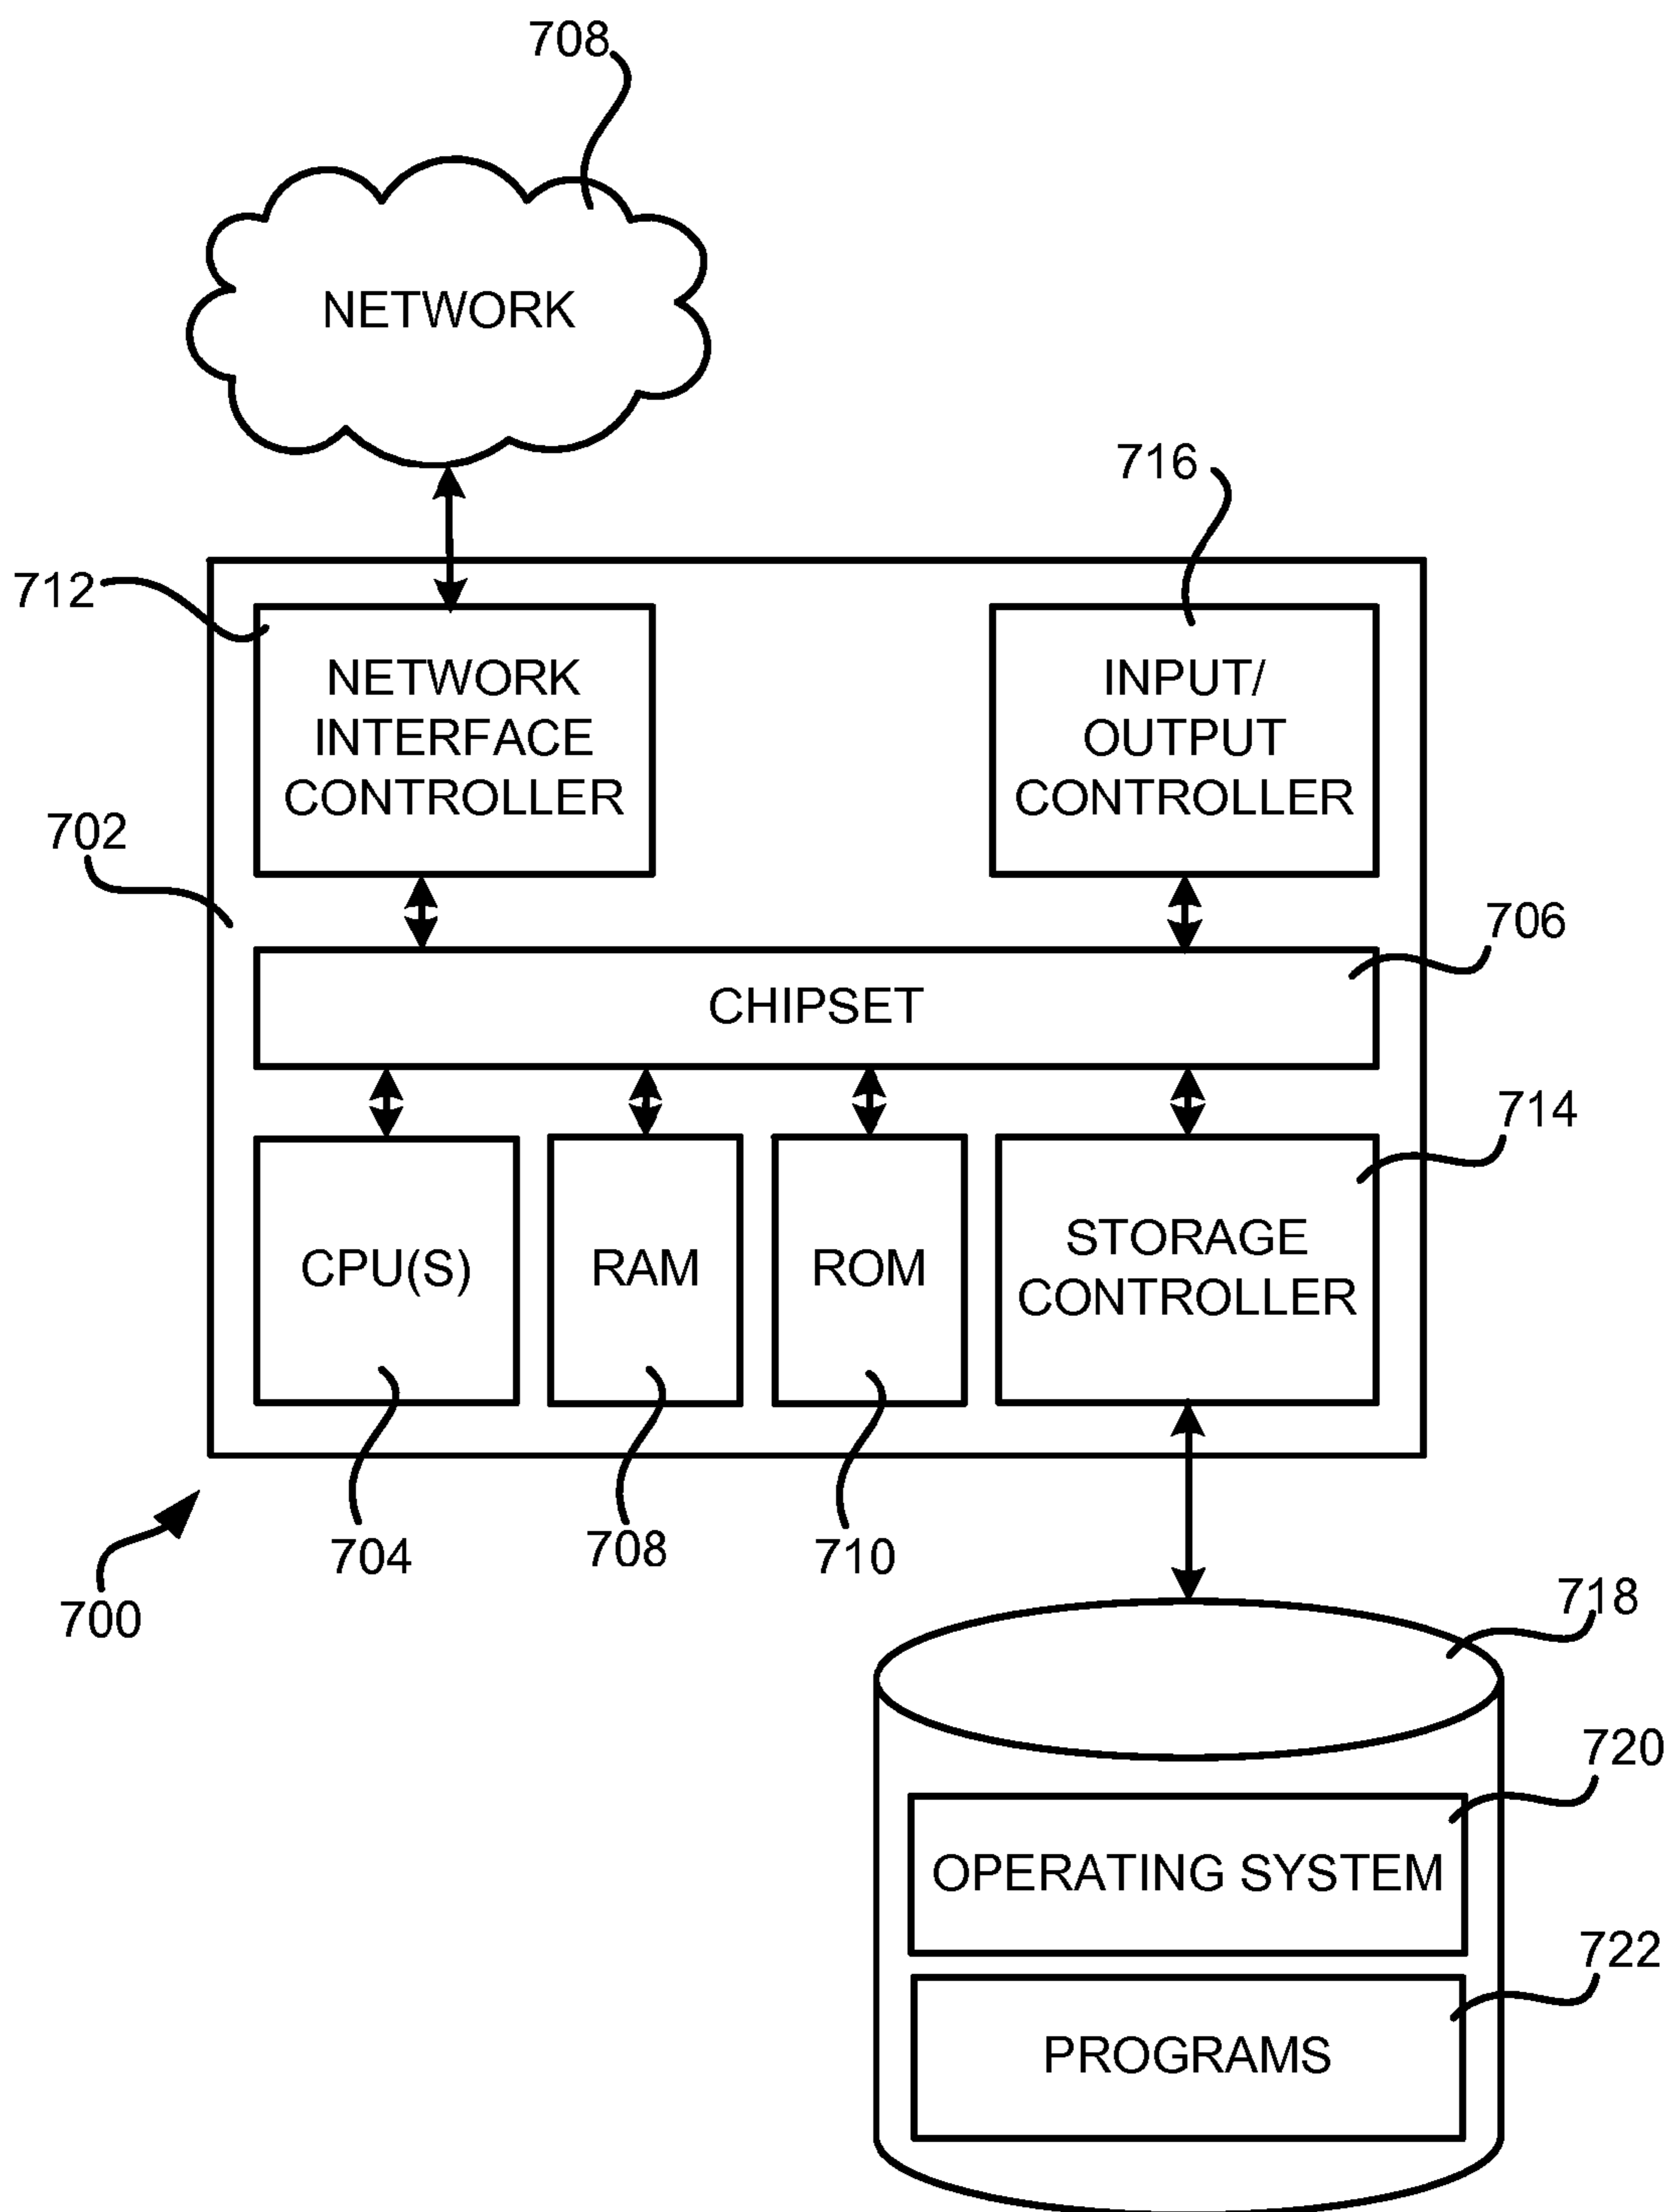 708
NETWORK
716
712
NETWORK
INTERFACE
CONTROLLER
INPUT/
OUTPUT
CONTROLLER
702
706
CHIPSET
714
CPU(S)
RAM
ROM
STORAGE
CONTROLLER
704
708
710
700
718
720
OPERATING SYSTEM
722
PROGRAMS